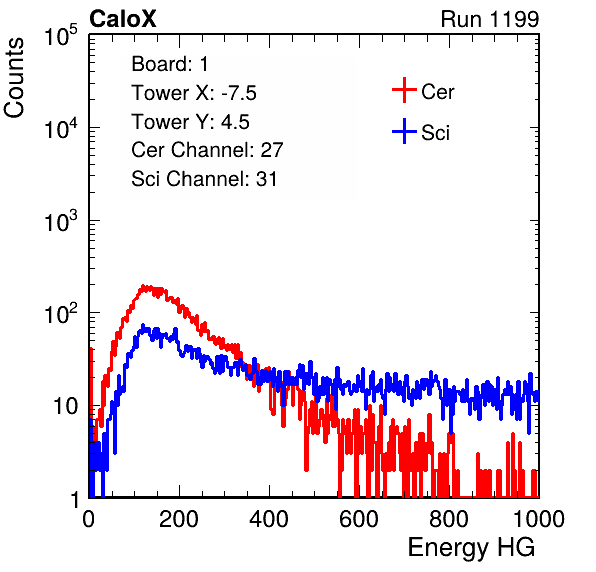 CaloX Run 1199
Counts
10^5
10^4
10^3
10^2
10
1
Board: 1
Tower X: -7.5
Tower Y: 4.5
Cer Channel: 27
Sci Channel: 31
Cer
Sci
0 200 400 600 800 1000
Energy HG